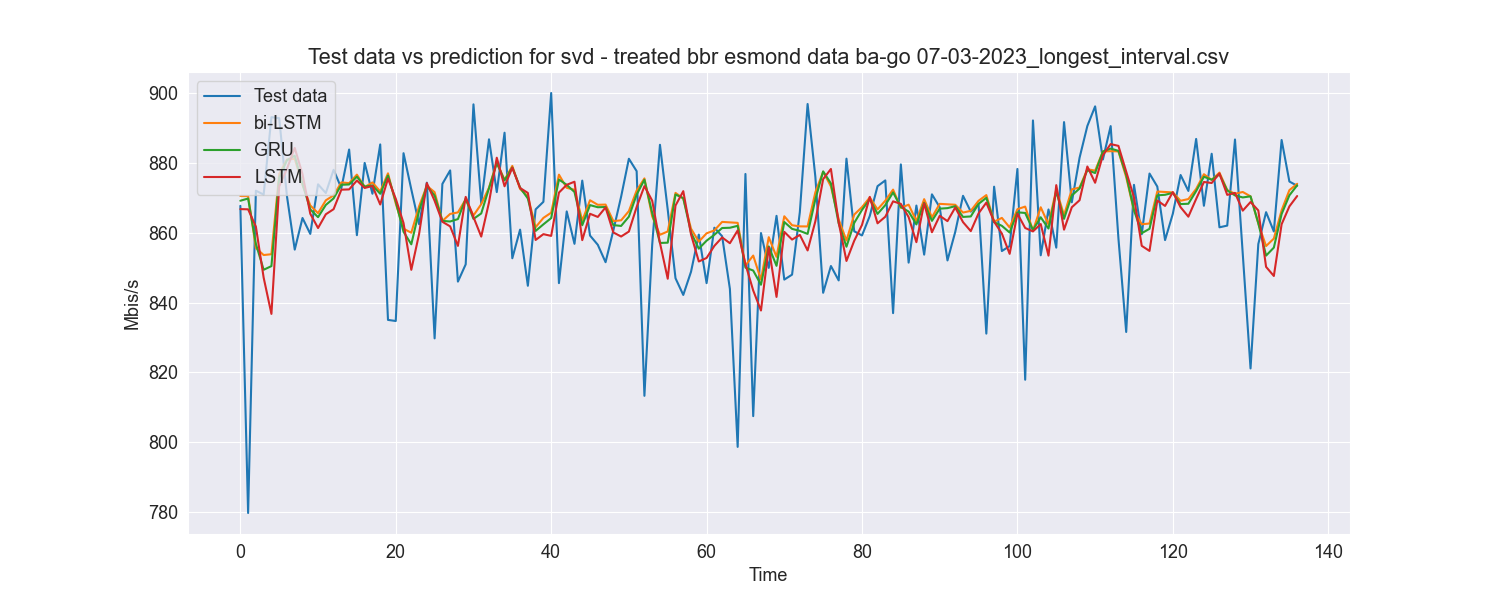 Test data vs prediction for svd - treated bbr esmond data ba-go 07-03-2023_longest_interval.csv
Test data
bi-LSTM
GRU
LSTM
900
880
860
840
820
800
780
Mbis/s
0 20 40 60 80 100 120 140
Time